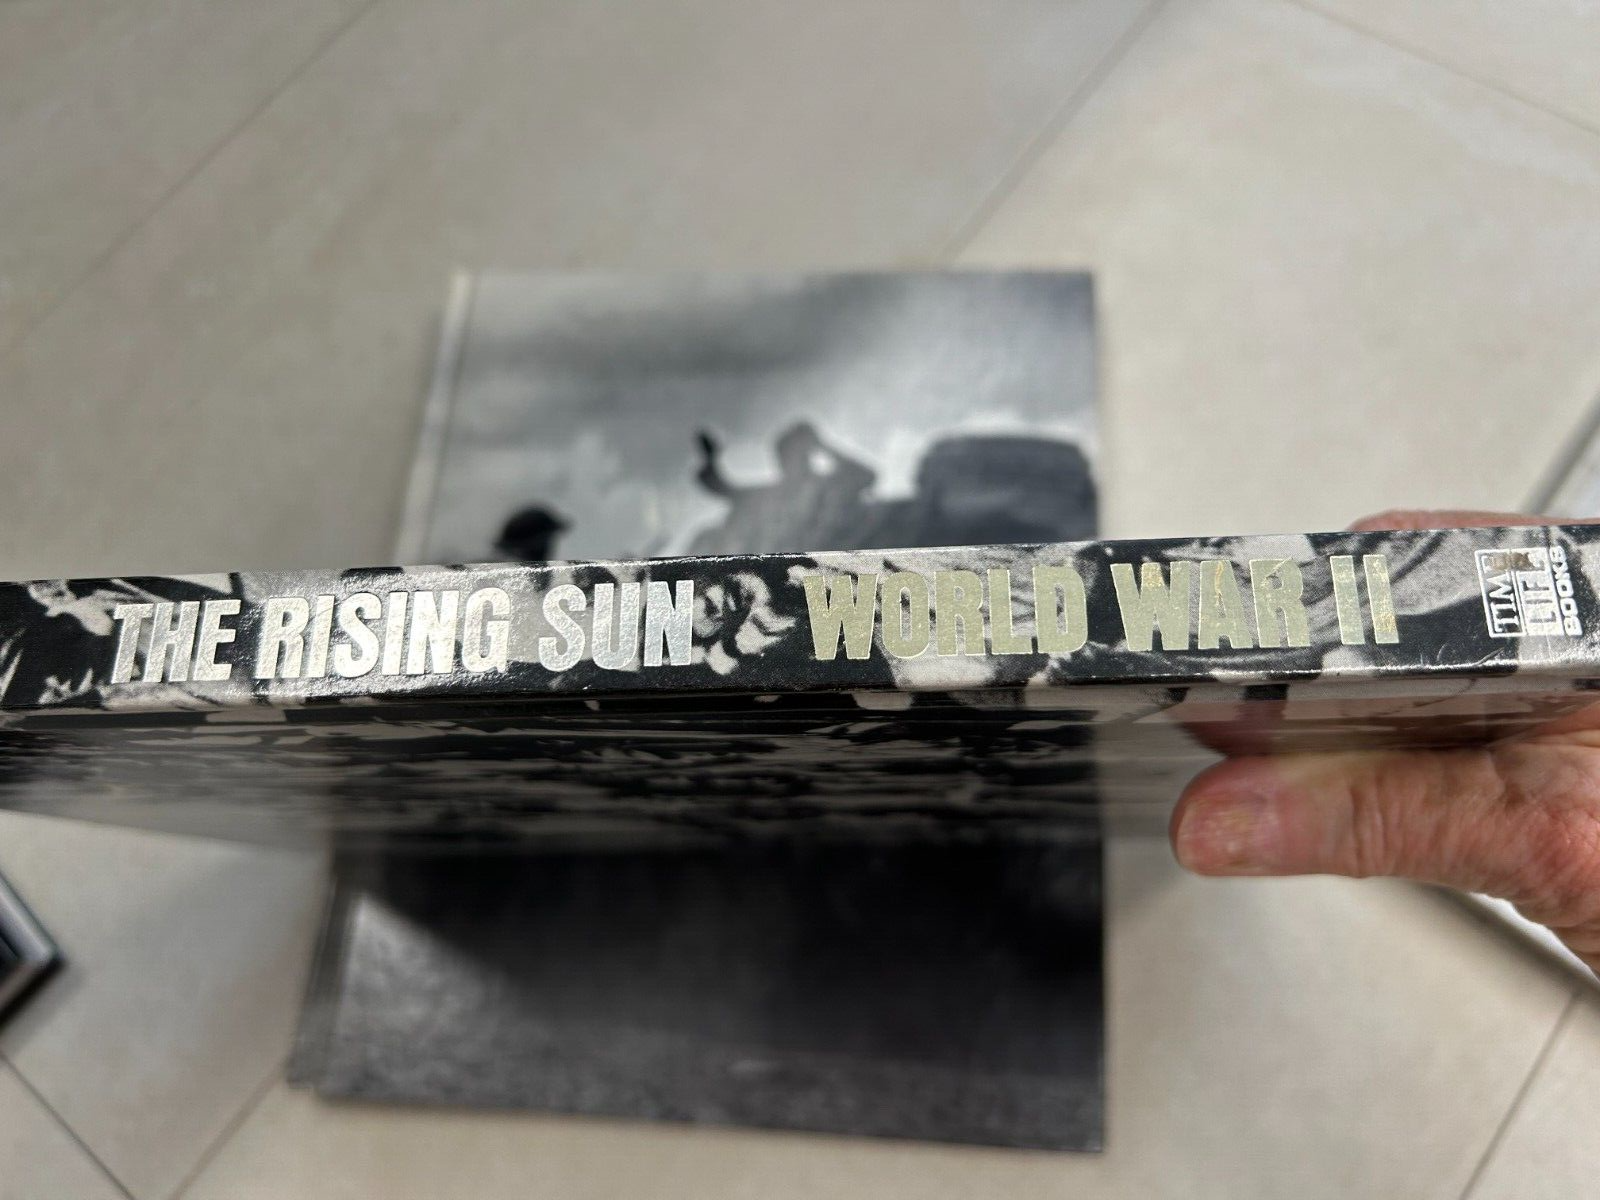 THE RISING SUN WORLD WAR II
TIME
LIFE
BOOKS